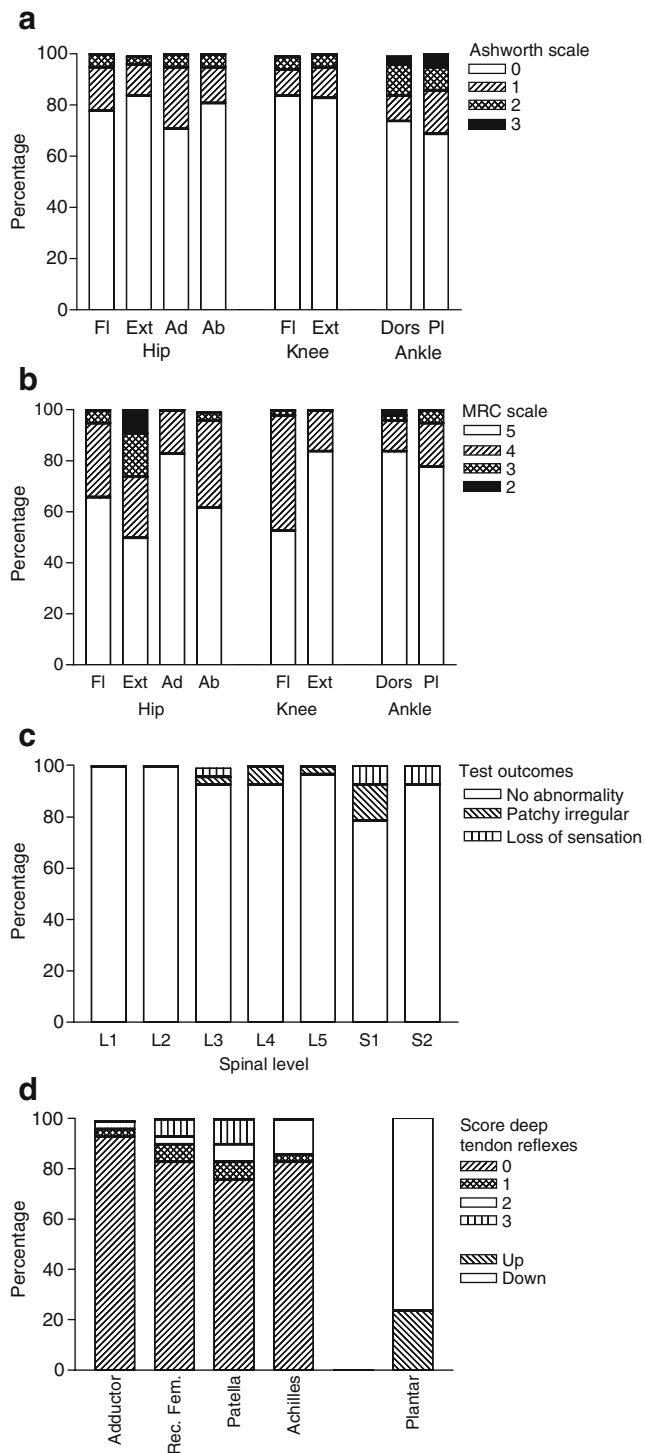 a
Ashworth scale
0
1
2
3
Percentage
100
80
60
40
20
0
Fl Ext Ad Ab Fl Ext Dors Pl
Hip Knee Ankle
b
MRC scale
5
4
3
2
Percentage
100
80
60
40
20
0
Fl Ext Ad Ab Fl Ext Dors Pl
Hip Knee Ankle
c
Test outcomes
No abnormality
Patchy irregular
Loss of sensation
Percentage
100
80
60
40
20
0
L1 L2 L3 L4 L5 S1 S2
Spinal level
d
Score deep
tendon reflexes
0
1
2
3
Up
Down
Percentage
100
80
60
40
20
0
Adductor
Rec. Fem.
Patella
Achilles
Plantar